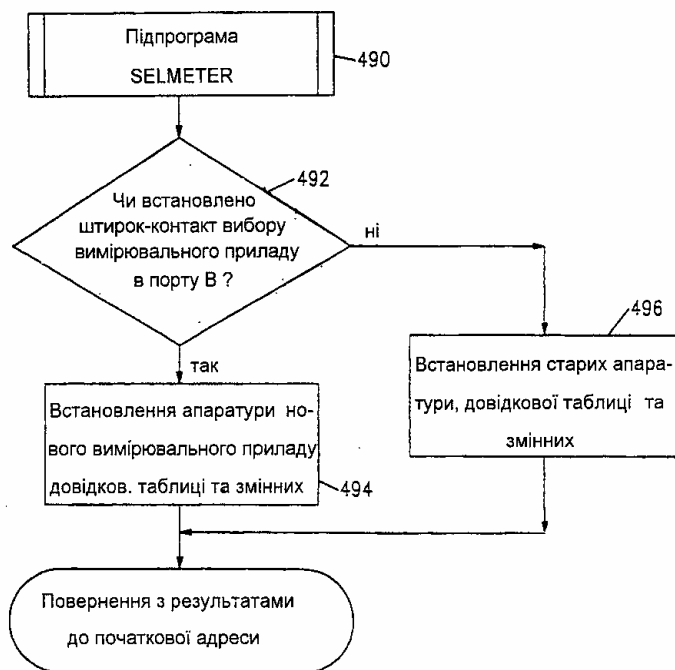 Підпрограма
SELMETER
490
492
Чи встановлено
штирок-контакт вибору
вимірювального приладу
в порту В ?
ні
так
496
Встановлення старих апара-
тури, довідкової таблиці та
змінних
Встановлення апаратури но-
вого вимірювального приладу
довідков. таблиці та змінних
494
Повернення з результатами
до початкової адреси